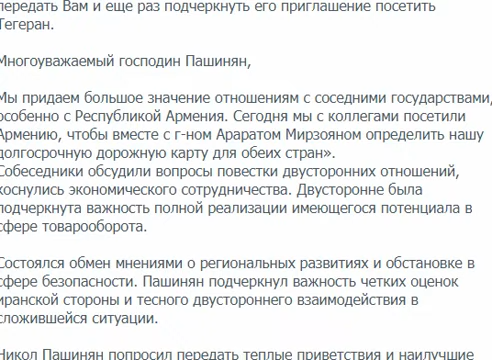 передать Вам и еще раз подчеркнуть его приглашение посетить
Тегеран.
Многоуважаемый господин Пашинян,
Мы придаем большое значение отношениям с соседними государствами,
особенно с Республикой Армения. Сегодня мы с коллегами посетили
Армению, чтобы вместе с г-ном Араратом Мирзояном определить нашу
долгосрочную дорожную карту для обеих стран».
Собеседники обсудили вопросы повестки двусторонних отношений,
коснулись экономического сотрудничества. Двусторонне была
подчеркнута важность полной реализации имеющегося потенциала в
сфере товарооборота.
Состоялся обмен мнениями о региональных развитиях и обстановке в
сфере безопасности. Пашинян подчеркнул важность четких оценок
иранской стороны и тесного двустороннего взаимодействия в
сложившейся ситуации.
Никол Пашинян попросил передать теплые приветствия и наилучшие